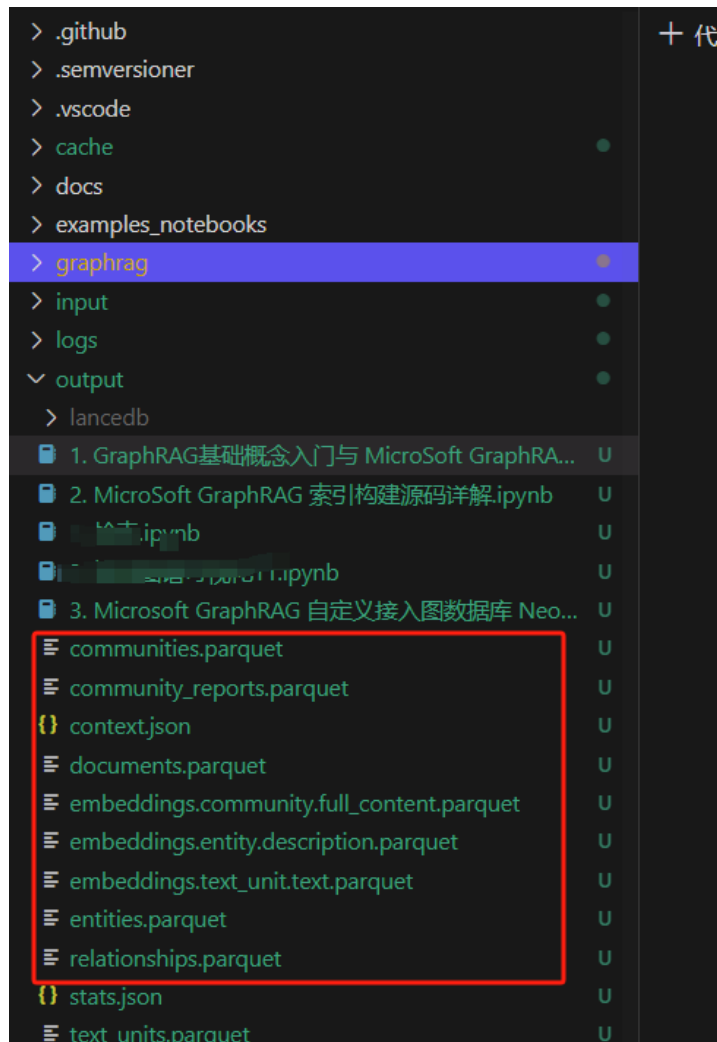 .github
代
.semversioner
.vscode
cache
docs
examples_notebooks
graphrag
input
logs
output
lancedb
1. GraphRAG基础概念入门与 MicroSoft GraphRA... U
2. MicroSoft GraphRAG 索引构建源码详解.ipynb U
.ipynb U
11.ipynb U
3. Microsoft GraphRAG 自定义接入图数据库 Neo... U
communities.parquet U
community_reports.parquet U
{} context.json U
documents.parquet U
embeddings.community.full_content.parquet U
embeddings.entity.description.parquet U
embeddings.text_unit.text.parquet U
entities.parquet U
relationships.parquet U
{} stats.json U
text_units.parquet U